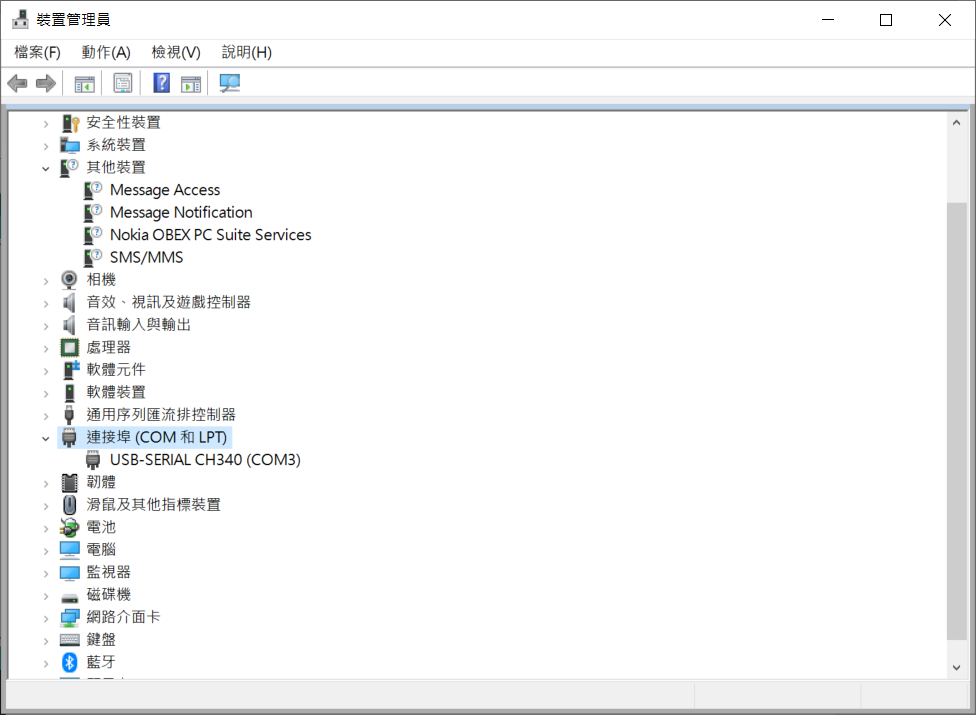 裝置管理員
檔案(F) 動作(A) 檢視(V) 說明(H)
安全性裝置
系統裝置
其他裝置
Message Access
Message Notification
Nokia OBEX PC Suite Services
SMS/MMS
相機
音效、視訊及遊戲控制器
音訊輸入與輸出
處理器
軟體元件
軟體裝置
通用序列匯流排控制器
連接埠 (COM 和 LPT)
USB-SERIAL CH340 (COM3)
韌體
滑鼠及其他指標裝置
電池
電腦
監視器
磁碟機
網路介面卡
鍵盤
藍牙